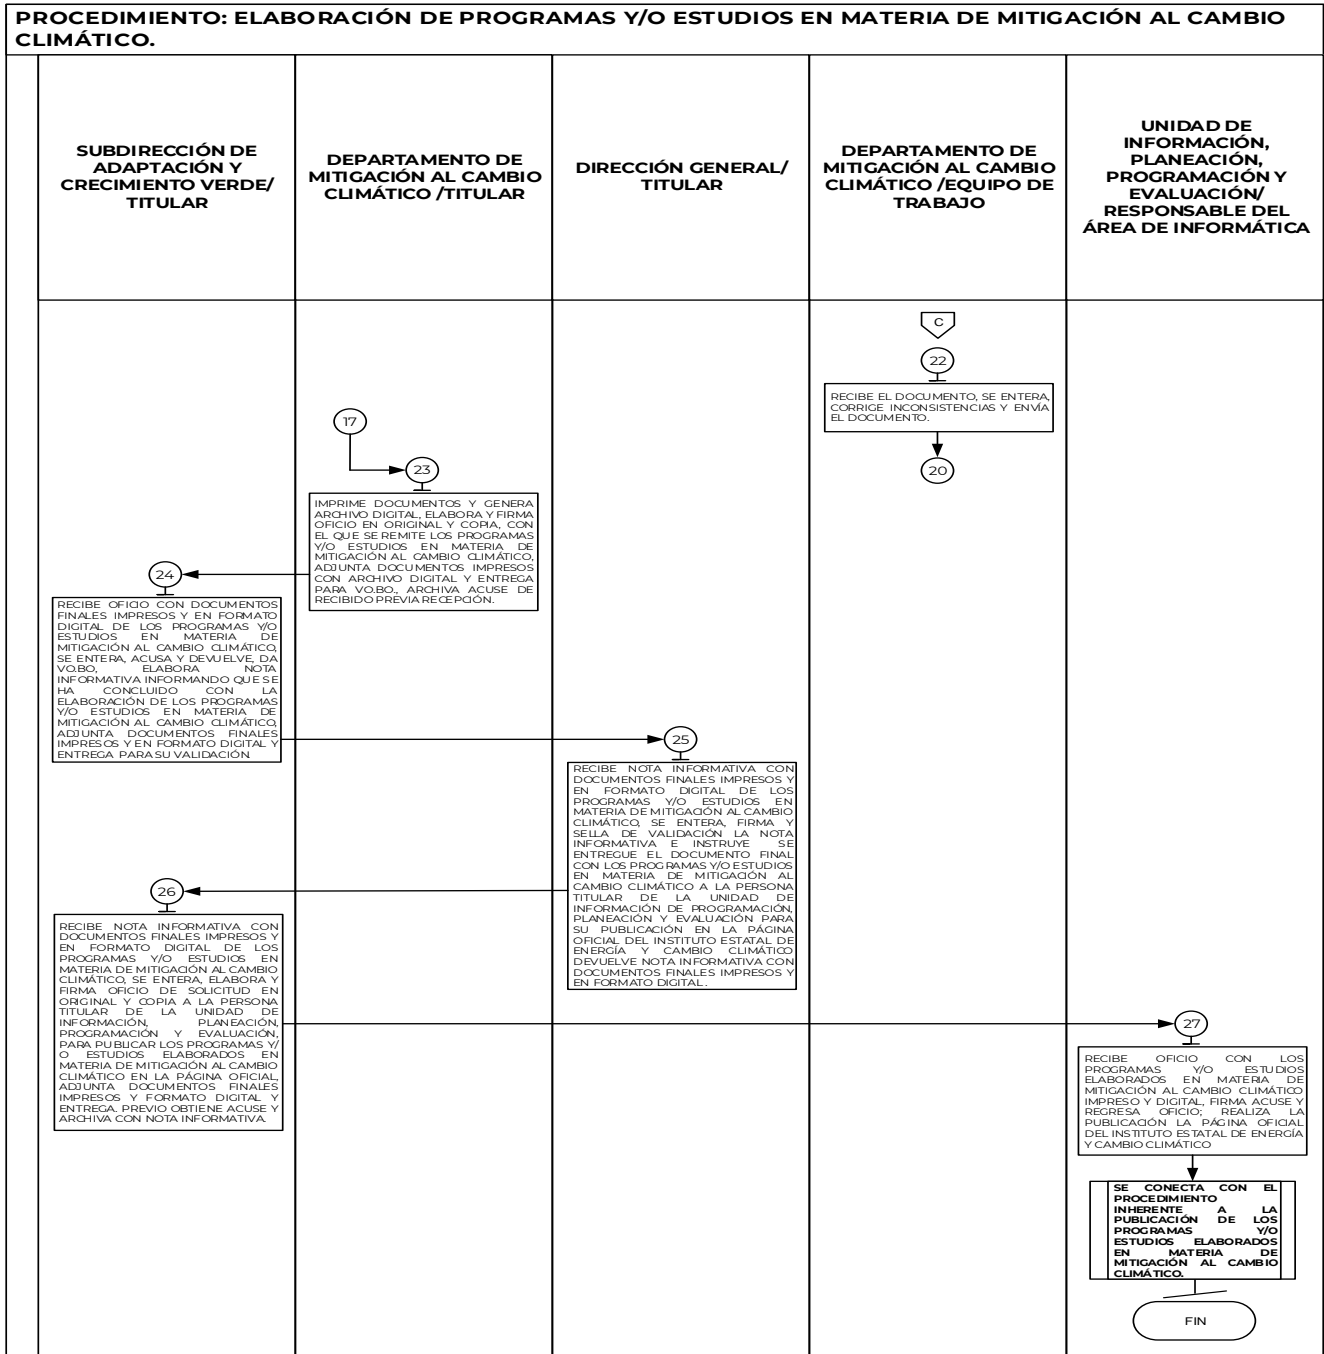 PROCEDIMIENTO: ELABORACIÓN DE PROGRAMAS Y/O ESTUDIOS EN MATERIA DE MITIGACIÓN AL CAMBIO
CLIMÁTICO.
SUBDIRECCIÓN DE
ADAPTACIÓN Y
CRECIMIENTO VERDE/
TITULAR
DEPARTAMENTO DE
MITIGACIÓN AL CAMBIO
CLIMÁTICO /TITULAR
DIRECCIÓN GENERAL/
TITULAR
DEPARTAMENTO DE
MITIGACIÓN AL CAMBIO
CLIMÁTICO /EQUIPO DE
TRABAJO
UNIDAD DE
INFORMACIÓN,
PLANEACIÓN,
PROGRAMACIÓN Y
EVALUACIÓN/
RESPONSABLE DEL
ÁREA DE INFORMÁTICA
C
22
RECIBE EL DOCUMENTO, SE ENTERA,
CORRIGE INCONSISTENCIAS Y ENVÍA
EL DOCUMENTO.
20
17
23
IMPRIME DOCUMENTOS Y GENERA
ARCHIVO DIGITAL, ELABORA Y FIRMA
OFICIO EN ORIGINAL Y COPIA, CON
EL QUE SE REMITE LOS PROGRAMAS
Y/O ESTUDIOS EN MATERIA DE
MITIGACIÓN AL CAMBIO CLIMÁTICO,
ADJUNTA DOCUMENTOS IMPRESOS
CON ARCHIVO DIGITAL Y ENTREGA
PARA VO.BO., ARCHIVA ACUSE DE
RECIBIDO PREVIA RECEPCIÓN.
24
RECIBE OFICIO CON DOCUMENTOS
FINALES IMPRESOS Y EN FORMATO
DIGITAL DE LOS PROGRAMAS Y/O
ESTUDIOS EN MATERIA DE
MITIGACIÓN AL CAMBIO CLIMÁTICO,
SE ENTERA, ACUSA Y DEVUELVE, DA
VO.BO, ELABORA NOTA
INFORMATIVA INFORMANDO QUE SE
HA CONCLUIDO CON LA
ELABORACIÓN DE LOS PROGRAMAS
Y/O ESTUDIOS EN MATERIA DE
MITIGACIÓN AL CAMBIO CLIMÁTICO,
ADJUNTA DOCUMENTOS FINALES
IMPRESOS Y EN FORMATO DIGITAL Y
ENTREGA PARA SU VALIDACIÓN.
25
RECIBE NOTA INFORMATIVA CON
DOCUMENTOS FINALES IMPRESOS Y
EN FORMATO DIGITAL DE LOS
PROGRAMAS Y/O ESTUDIOS EN
MATERIA DE MITIGACIÓN AL CAMBIO
CLIMÁTICO, SE ENTERA, FIRMA Y
SELLA DE VALIDACIÓN LA NOTA
INFORMATIVA E INSTRUYE SE
ENTREGUE EL DOCUMENTO FINAL
CON LOS PROGRAMAS Y/O ESTUDIOS
EN MATERIA DE MITIGACIÓN AL
CAMBIO CLIMÁTICO A LA PERSONA
TITULAR DE LA UNIDAD DE
INFORMACIÓN DE PROGRAMACIÓN,
PLANEACIÓN Y EVALUACIÓN PARA
SU PUBLICACIÓN EN LA PÁGINA
OFICIAL DEL INSTITUTO ESTATAL DE
ENERGÍA Y CAMBIO CLIMÁTICO
DEVUELVE NOTA INFORMATIVA CON
DOCUMENTOS FINALES IMPRESOS Y
EN FORMATO DIGITAL.
26
RECIBE NOTA INFORMATIVA CON
DOCUMENTOS FINALES IMPRESOS Y
EN FORMATO DIGITAL DE LOS
PROGRAMAS Y/O ESTUDIOS EN
MATERIA DE MITIGACIÓN AL CAMBIO
CLIMÁTICO, SE ENTERA, ELABORA Y
FIRMA OFICIO DE SOLICITUD EN
ORIGINAL Y COPIA A LA PERSONA
TITULAR DE LA UNIDAD DE
INFORMACIÓN, PLANEACIÓN,
PROGRAMACIÓN Y EVALUACIÓN,
PARA PUBLICAR LOS PROGRAMAS Y/
O ESTUDIOS ELABORADOS EN
MATERIA DE MITIGACIÓN AL CAMBIO
CLIMÁTICO EN LA PÁGINA OFICIAL,
ADJUNTA DOCUMENTOS FINALES
IMPRESOS Y FORMATO DIGITAL Y
ENTREGA. PREVIO OBTIENE ACUSE Y
ARCHIVA CON NOTA INFORMATIVA.
27
RECIBE OFICIO CON LOS
PROGRAMAS Y/O ESTUDIOS
ELABORADOS EN MATERIA DE
MITIGACIÓN AL CAMBIO CLIMÁTICO
IMPRESO Y DIGITAL, FIRMA ACUSE Y
REGRESA OFICIO; REALIZA LA
PUBLICACIÓN LA PÁGINA OFICIAL
DEL INSTITUTO ESTATAL DE ENERGÍA
Y CAMBIO CLIMÁTICO
SE CONECTA CON EL
PROCEDIMIENTO
INHERENTE A LA
PUBLICACIÓN DE LOS
PROGRAMAS Y/O
ESTUDIOS ELABORADOS
EN MATERIA DE
MITIGACIÓN AL CAMBIO
CLIMÁTICO.
FIN